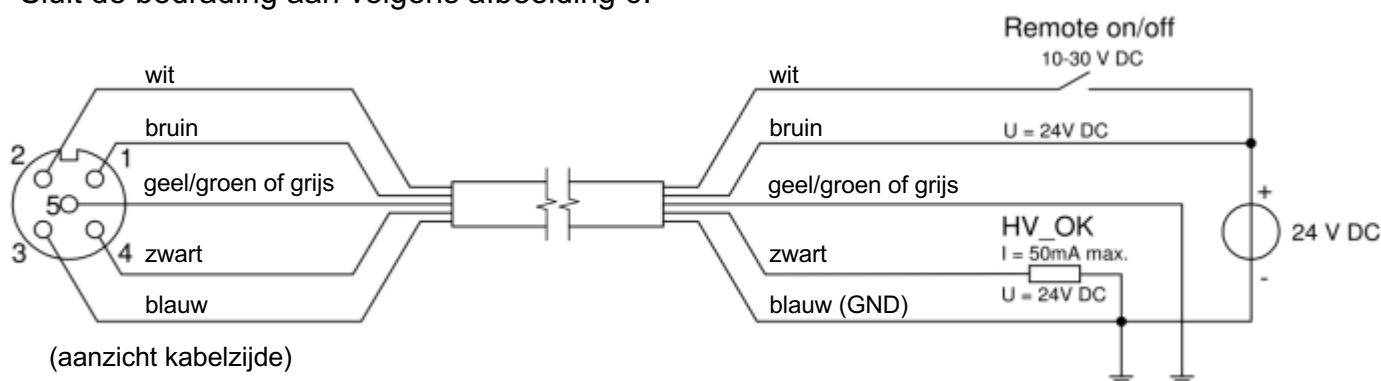 Remote on/off
10-30 V DC
wit
wit
bruin
bruin
U = 24V DC
2
1
geel/groen of grijs
geel/groen of grijs
5
+
HV_OK
24 V DC
I = 50mA max.
3
4
zwart
zwart
U = 24V DC
-
blauw
blauw (GND)
(aanzicht kabelzijde)